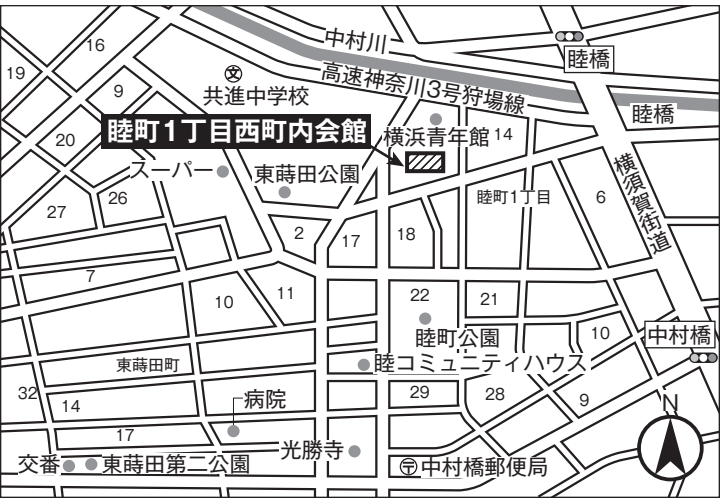 中村川
16
睦橋
19
文
高速神奈川3号狩場線
9
共進中学校
睦橋
睦町1丁目西町内会館
横浜青年館
14
20
スーパー
東蒔田公園
横須賀街道
睦町1丁目
6
27
26
2
17
18
7
10
11
22
21
睦町公園
10
中村橋
東蒔田町
睦コミュニティハウス
32
14
病院
29
28
9
N
17
光勝寺
交番
東蒔田第二公園
〒中村橋郵便局